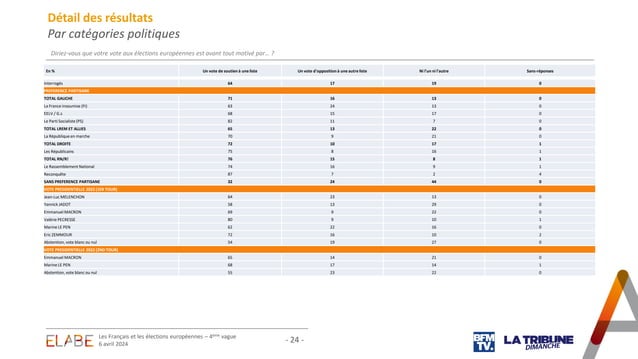 Détail des résultats
Par catégories politiques
Diriez-vous que votre vote aux élections européennes est avant tout motivé par… ?
En % Un vote de soutien à une liste Un vote d'opposition à une autre liste Ni l'un ni l'autre Sans réponses
Interrogés 64 17 19 0
PREFERENCE PARTISANE
TOTAL GAUCHE 71 16 13 0
La France insoumise (FI) 63 24 13 0
EELV / G.s 68 15 17 0
Le Parti Socialiste (PS) 82 11 7 0
TOTAL LREM ET ALLIES 65 13 22 0
La République en marche 70 9 21 0
TOTAL DROITE 72 10 17 1
Les Républicains 75 8 16 1
TOTAL RN/R! 76 15 8 1
Le Rassemblement National 74 16 9 1
Reconquête 87 7 2 4
SANS PREFERENCE PARTISANE 32 24 44 0
VOTE PRESIDENTIELLE 2022 (1ER TOUR)
Jean-Luc MELENCHON 64 23 13 0
Yannick JADOT 58 13 29 0
Emmanuel MACRON 69 9 22 0
Valérie PECRESSE 80 9 10 1
Marine LE PEN 62 22 16 0
Eric ZEMMOUR 72 16 10 2
Abstention, vote blanc ou nul 54 19 27 0
VOTE PRESIDENTIELLE 2022 (2ND TOUR)
Emmanuel MACRON 65 14 21 0
Marine LE PEN 68 17 14 1
Abstention, vote blanc ou nul 55 23 22 0
ELABE
Les Français et les élections européennes – 4ème vague
6 avril 2024
- 24 -
BFM
TV.
LA TRIBUNE
DIMANCHE